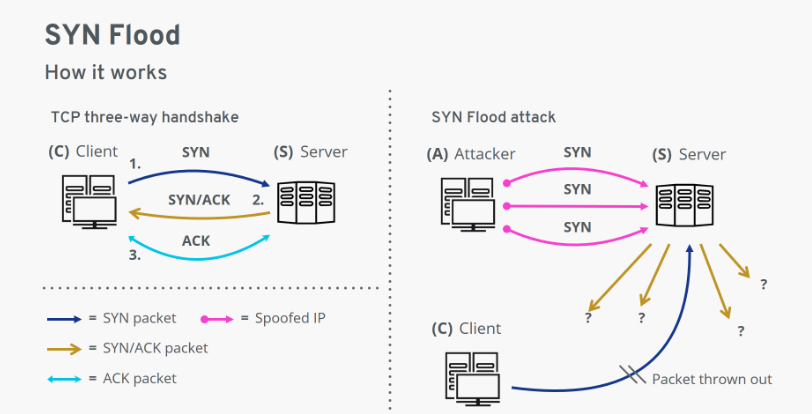 SYN Flood
How it works
TCP three-way handshake
(C) Client
1.
SYN
(S) Server
SYN/ACK
2.
ACK
3.
= SYN packet
= Spoofed IP
= SYN/ACK packet
= ACK packet
SYN Flood attack
(A) Attacker
SYN
(S) Server
SYN
SYN
?
?
?
?
(C) Client
Packet thrown out